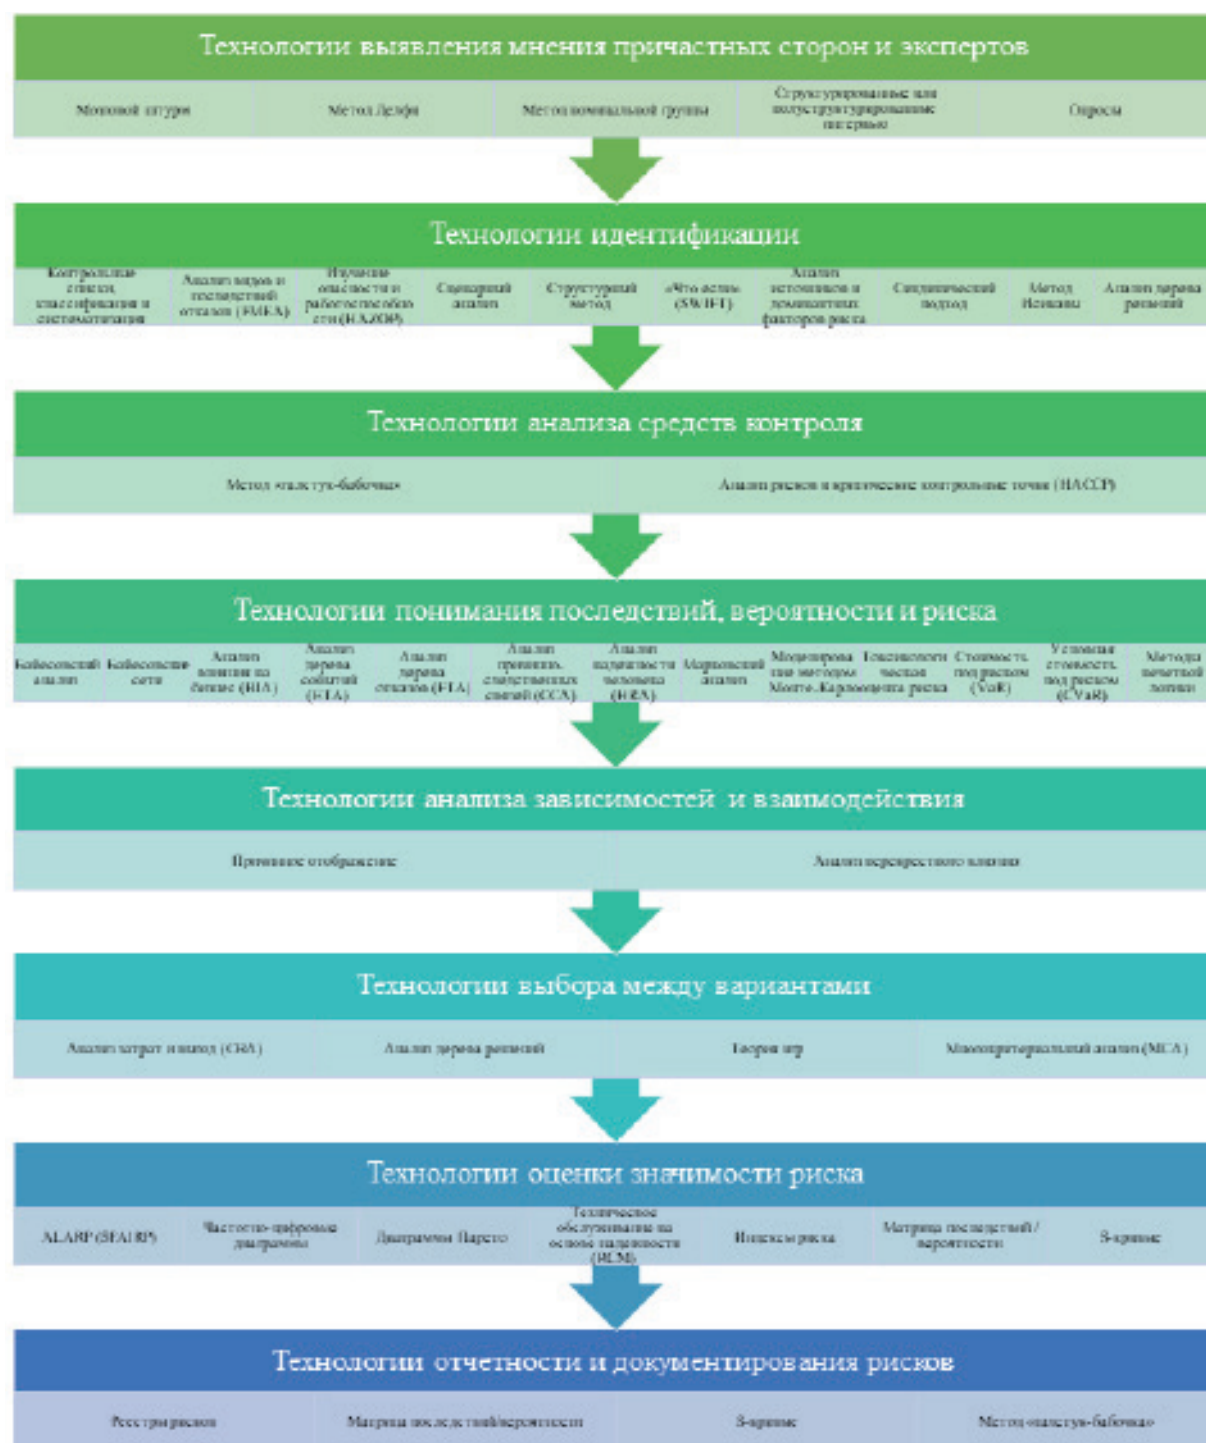 Технологии выявления мнения причастных сторон и экспертов
Мозговой штурм
Метод Делфи
Метод номинальной группы
Структурированные или
полуструктурированные
интервью
Опросы
Технологии идентификации
Контрольные
списки,
классификации и
систематизация
Анализ видов и
последствий
отказов (FMEA)
Изучение
опасности и
работоспособно
сти (HAZOP)
Сценарный
анализ
Структурный
метод
«Что если»
(SWIFT)
Анализ
источников и
доминантных
факторов риска
Синдинический
подход
Метод
Исикавы
Анализ дерева
решений
Технологии анализа средств контроля
Метод «галстук-бабочка»
Анализ рисков и критические контрольные точки (HACCP)
Технологии понимания последствий, вероятности и риска
Байесовский
анализ
Байесовские
сети
Анализ
влияния на
бизнес (BIA)
Анализ
дерева
событий
(ETA)
Анализ
дерева
отказов (FTA)
Анализ
причинно-
следственных
связей (CCA)
Анализ
надежности
человека
(HRA)
Марковский
анализ
Моделирова
ние методом
Монте-Карло
Токсикологи
ческая
оценка риска
Стоимость
под риском
(VaR)
Условная
стоимость
под риском
(CVaR)
Методы
нечеткой
логики
Технологии анализа зависимостей и взаимодействия
Причинное отображение
Анализ перекрестного влияния
Технологии выбора между вариантами
Анализ затрат и выгод (CBA)
Анализ дерева решений
Теория игр
Многокритериальный анализ (MCA)
Технологии оценки значимости риска
ALARP (SFAIRP)
Частотно-цифровые
диаграммы
Диаграммы Парето
Техническое
обслуживание на
основе надежности
(RCM)
Индексы риска
Матрица последствий /
вероятности
S-кривые
Технологии отчетности и документирования рисков
Реестры рисков
Матрица последствий/вероятности
S-кривые
Метод «галстук-бабочка»